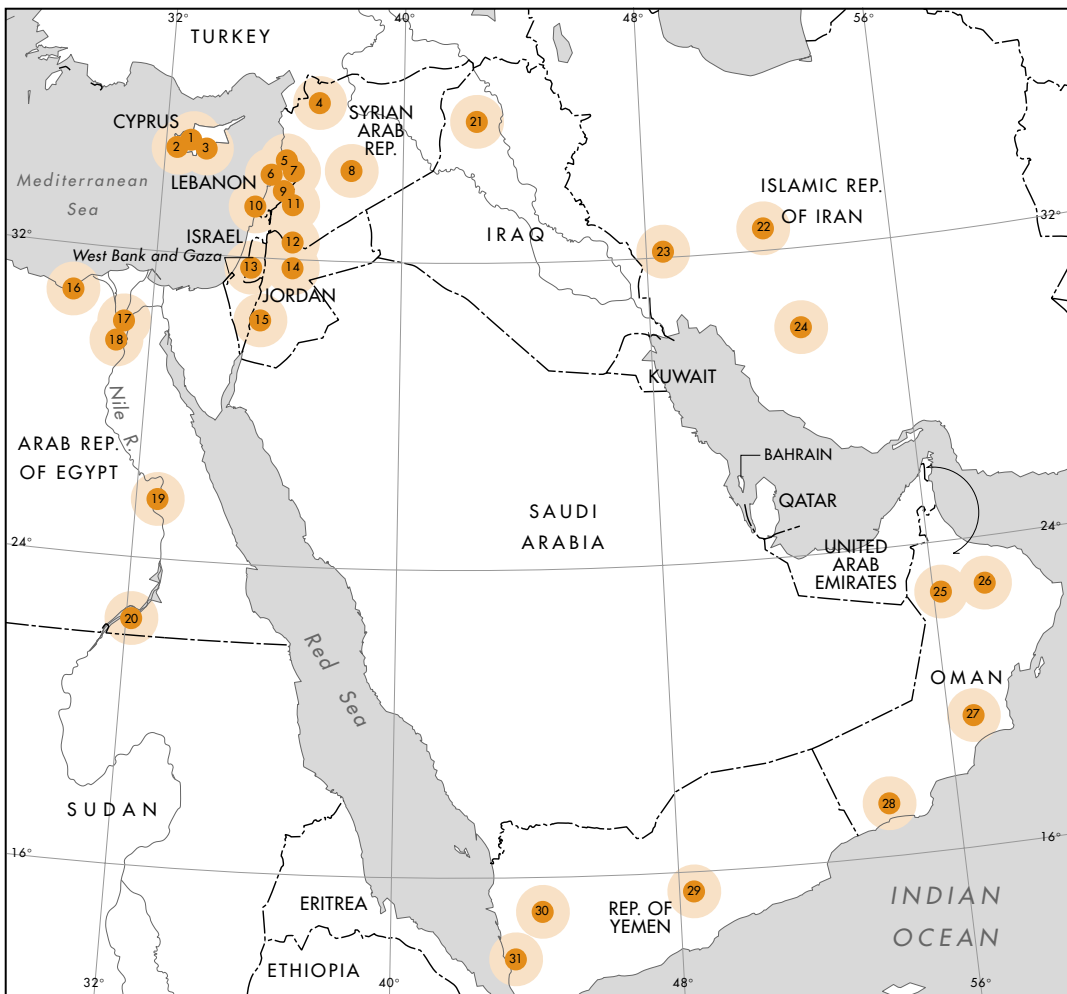 32°
40°
48°
56°
TURKEY
4
SYRIAN
ARAB
REP.
21
CYPRUS
1
2
3
5
6
7
8
Mediterranean
Sea
LEBANON
9
10
11
ISLAMIC REP.
OF IRAN
32°
22
32°
ISRAEL
12
IRAQ
23
West Bank and Gaza
13
14
16
JORDAN
15
17
18
24
KUWAIT
Nile R.
ARAB REP.
OF EGYPT
BAHRAIN
19
QATAR
SAUDI
ARABIA
24°
24°
UNITED
ARAB
EMIRATES
25
26
20
Red Sea
OMAN
27
SUDAN
28
16°
16°
29
ERITREA
30
REP. OF
YEMEN
INDIAN
OCEAN
31
ETHIOPIA
32°
40°
48°
56°